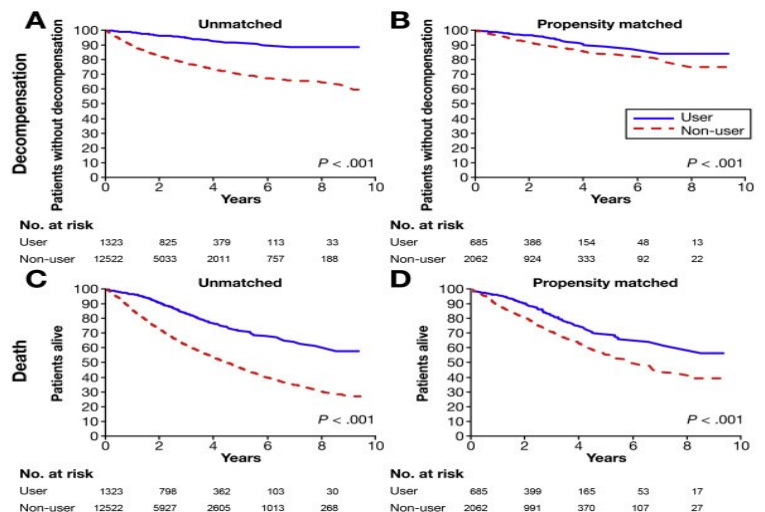 A Unmatched
Decompensation
Patients without decompensation
100
90
80
70
60
50
40
30
20
10
0
P < .001
0 2 4 6 8 10
Years
No. at risk
User 1323 825 379 113 33
Non-user 12522 5033 2011 757 188
B Propensity matched
Patients without decompensation
100
90
80
70
60
50
40
30
20
10
0
User
Non-user
P < .001
0 2 4 6 8 10
Years
No. at risk
User 685 386 154 48 13
Non-user 2062 924 333 92 22
C Unmatched
Death
Patients alive
100
90
80
70
60
50
40
30
20
10
0
P < .001
0 2 4 6 8 10
Years
No. at risk
User 1323 798 362 103 30
Non-user 12522 5927 2605 1013 268
D Propensity matched
Patients alive
100
90
80
70
60
50
40
30
20
10
0
P < .001
0 2 4 6 8 10
Years
No. at risk
User 685 399 165 53 17
Non-user 2062 991 370 107 27